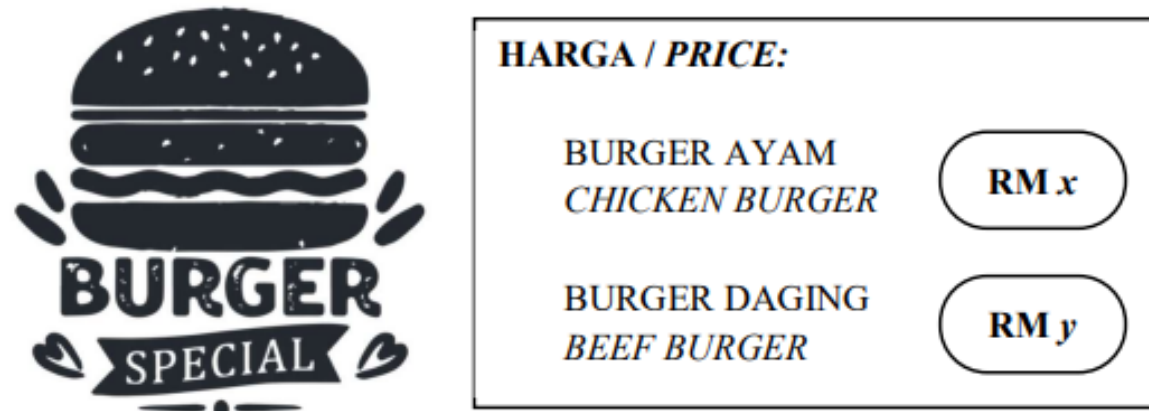 BURGER
SPECIAL
HARGA / PRICE:
BURGER AYAM
CHICKEN BURGER
RM x
BURGER DAGING
BEEF BURGER
RM y